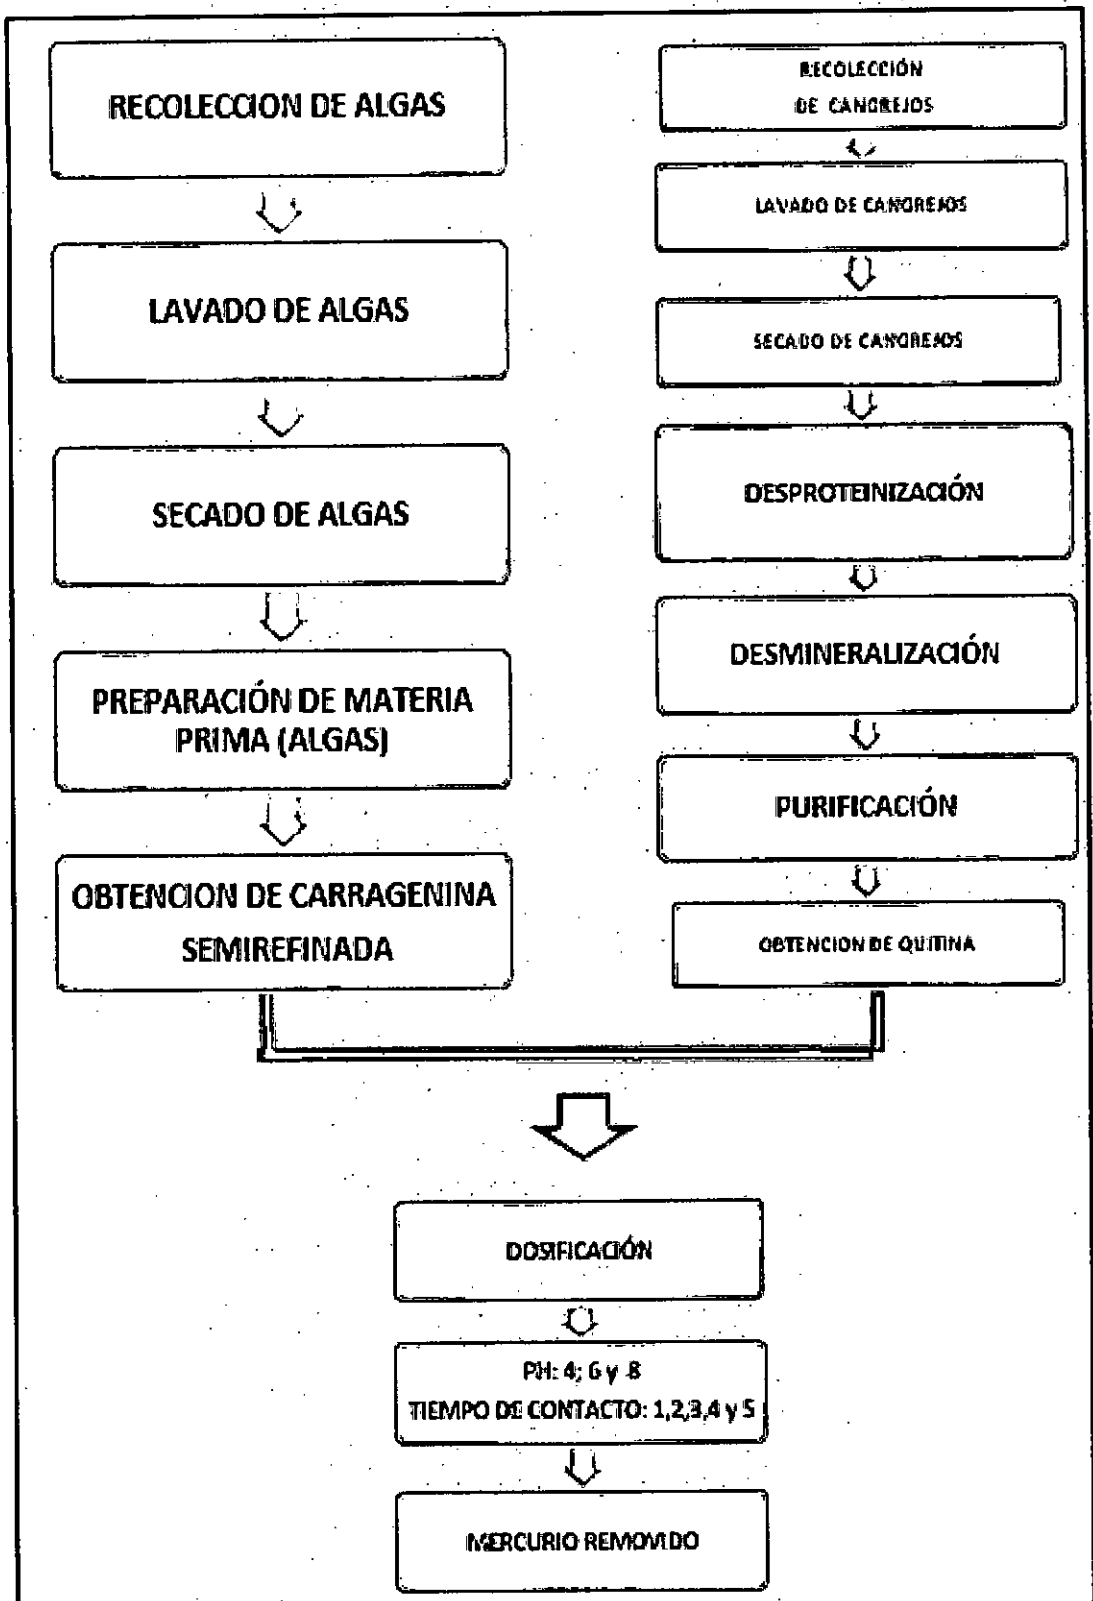 RECOLECCION DE ALGAS
LAVADO DE ALGAS
SECADO DE ALGAS
PREPARACIÓN DE MATERIA
PRIMA (ALGAS)
OBTENCION DE CARRAGENINA
SEMIREFINADA
RECOLECCIÓN
DE CANGREJOS
LAVADO DE CANGREJOS
SECADO DE CANGREJOS
DESPROTEINIZACIÓN
DESMINERALIZACIÓN
PURIFICACIÓN
OBTENCION DE QUITINA
DOSIFICACIÓN
PH: 4; 6 y 8
TIEMPO DE CONTACTO: 1,2,3,4 y 5
MERCURIO REMOVIDO